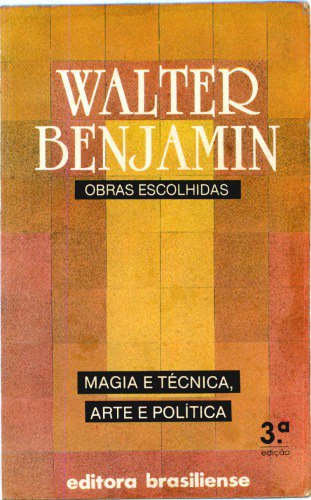 WALTER
BENJAMIN
OBRAS ESCOLHIDAS
MAGIA E TÉCNICA,
ARTE E POLÍTICA
3.ª
edição
editora brasiliense